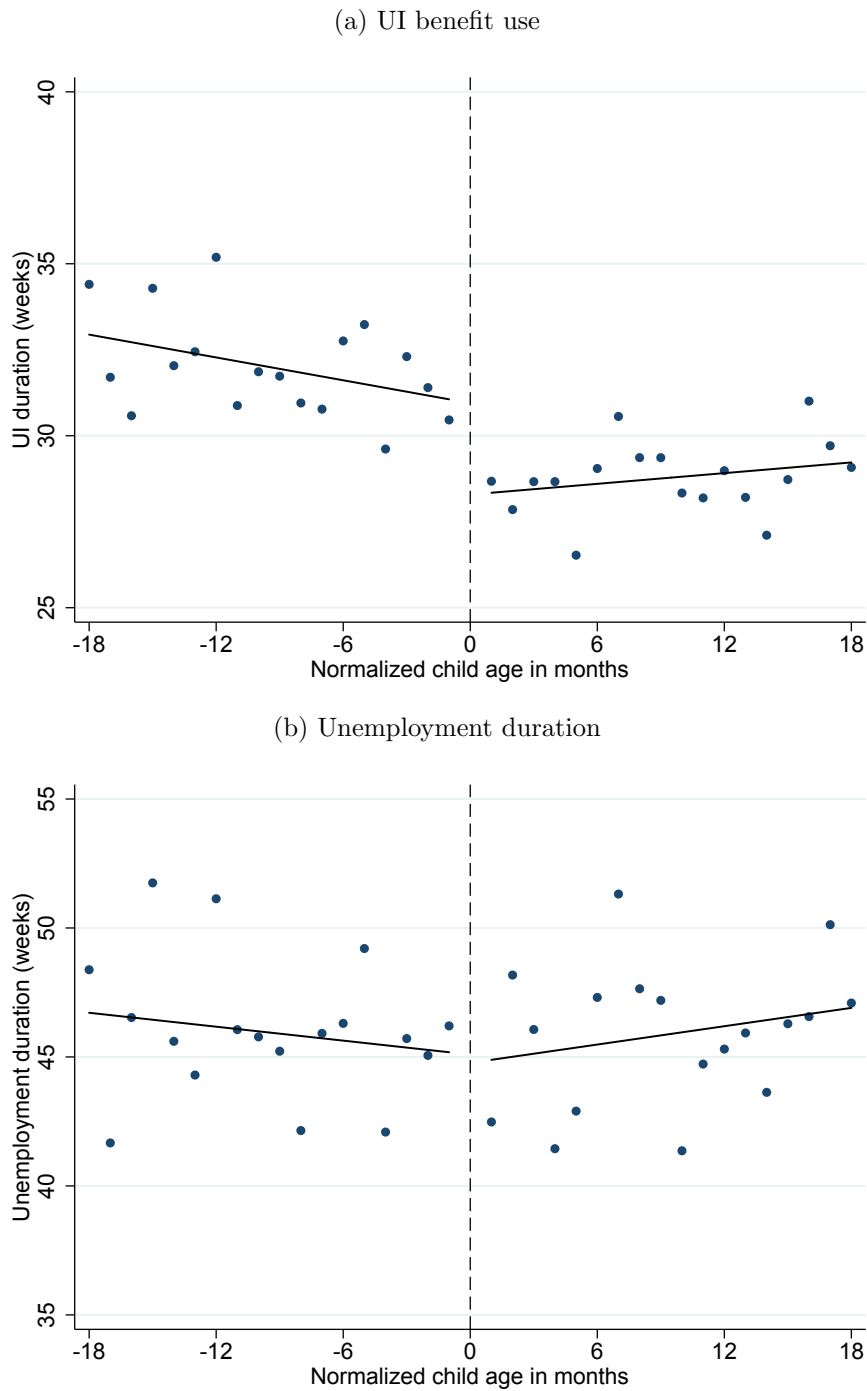 (a) UI benefit use
40
35
30
25
UI duration (weeks)
-18 -12 -6 0 6 12 18
Normalized child age in months
(b) Unemployment duration
55
50
45
40
35
Unemployment duration (weeks)
-18 -12 -6 0 6 12 18
Normalized child age in months